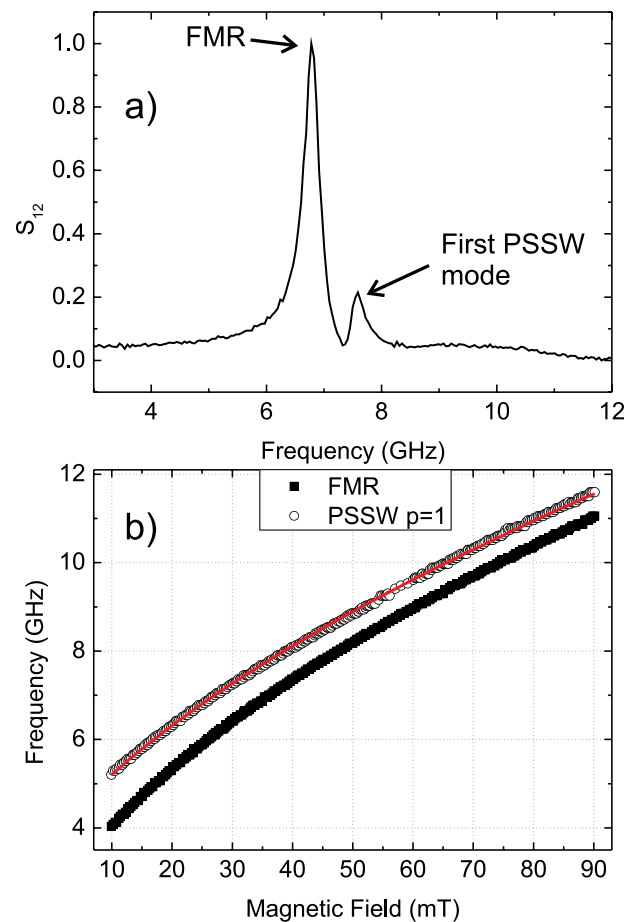 a)
FMR
First PSSW
mode
S12
1.0
0.8
0.6
0.4
0.2
0.0
4 6 8 10 12
Frequency (GHz)
b)
FMR
PSSW p=1
Frequency (GHz)
12
10
8
6
4
10 20 30 40 50 60 70 80 90
Magnetic Field (mT)